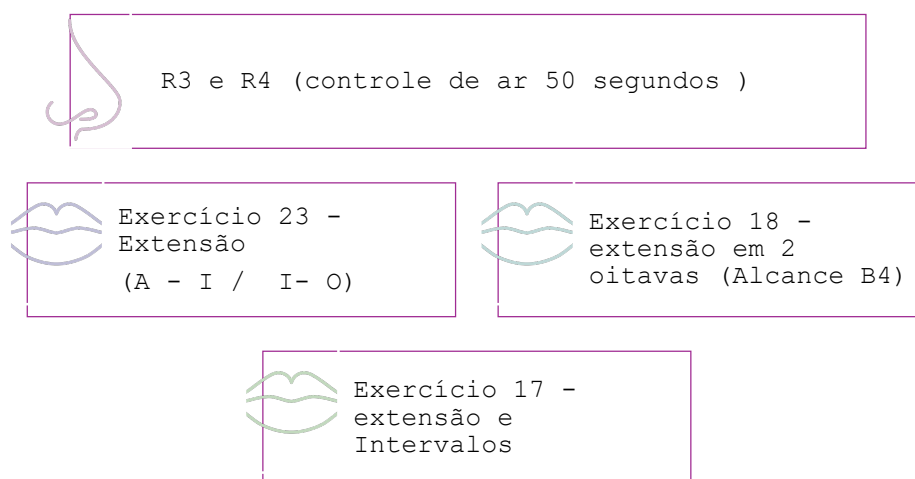 R3 e R4 (controle de ar 50 segundos )
Exercício 23 -
Extensão
(A - I /  I- O)
Exercício 18 -
extensão em 2
oitavas (Alcance B4)
Exercício 17 -
extensão e
Intervalos